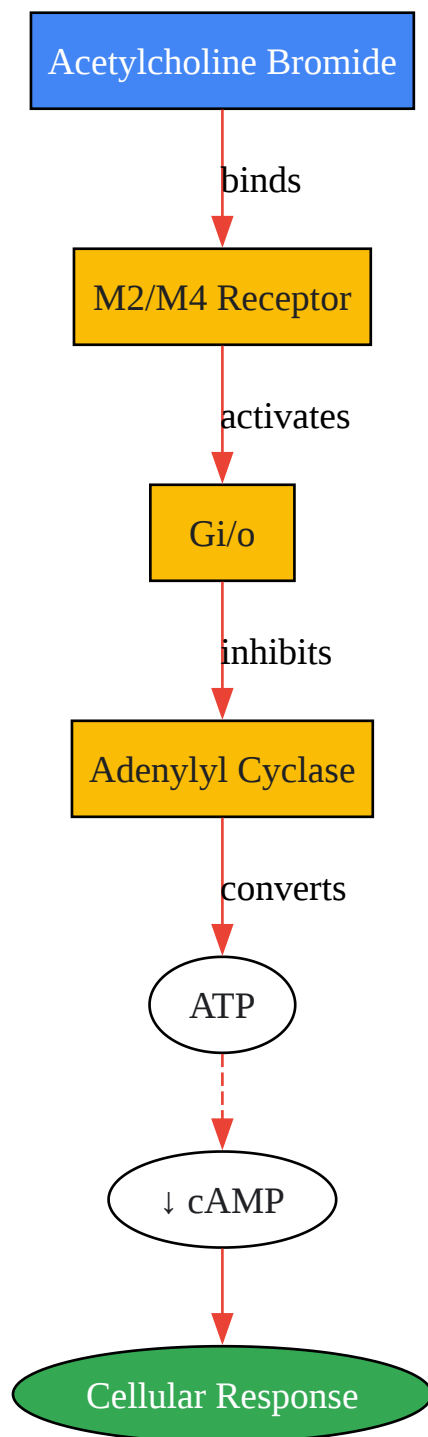 Acetylcholine Bromide
binds
M2/M4 Receptor
activates
Gi/o
inhibits
Adenylyl Cyclase
converts
ATP
↓ cAMP
Cellular Response